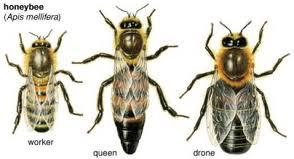 honeybee
(Apis mellifera)
worker
queen
drone